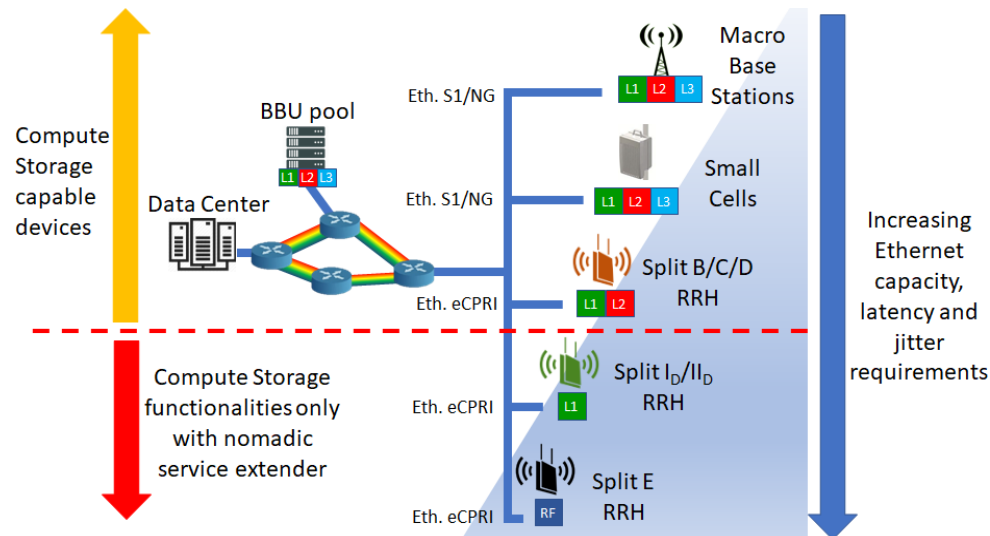 Compute
Storage
capable
devices
BBU pool
L1 L2 L3
Data Center
Eth. S1/NG
L1 L2 L3
Macro
Base
Stations
Eth. S1/NG
L1 L2 L3
Small
Cells
Eth. eCPRI
L1 L2
Split B/C/D
RRH
Compute Storage
functionalities only
with nomadic
service extender
Eth. eCPRI
L1
Split ID/IID
RRH
Eth. eCPRI
RF
Split E
RRH
Increasing
Ethernet
capacity,
latency and
jitter
requirements